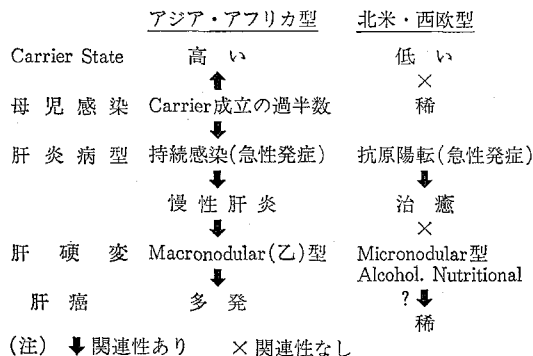 アジア・アフリカ型 北米・西欧型
Carrier State 高い 低い
×
母児感染 Carrier成立の過半数 稀
肝炎病型 持続感染(急性発症) 抗原陽転(急性発症)
慢性肝炎 治癒
×
肝硬変 Macronodular(乙)型 Micronodular型
Alcohol. Nutritional
肝癌 多発 ?
稀
(注) ⬇関連性あり ×関連性なし